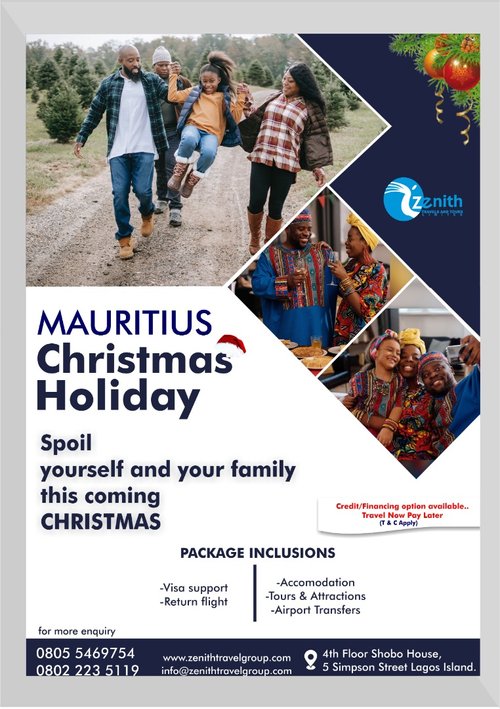 Zenith
TRAVELS AND TOURS
MAURITIUS
Christmas
Holiday
Spoil
yourself and your family
this coming
CHRISTMAS
Credit/Financing option available..
Travel Now Pay Later
(T & C Apply)
PACKAGE INCLUSIONS
-Visa support
-Return flight
-Accomodation
-Tours & Attractions
-Airport Transfers
for more enquiry
0805 5469754
0802 223 5119
www.zenithtravelgroup.com
info@zenithtravelgroup.com
4th Floor Shobo House,
5 Simpson Street Lagos Island.